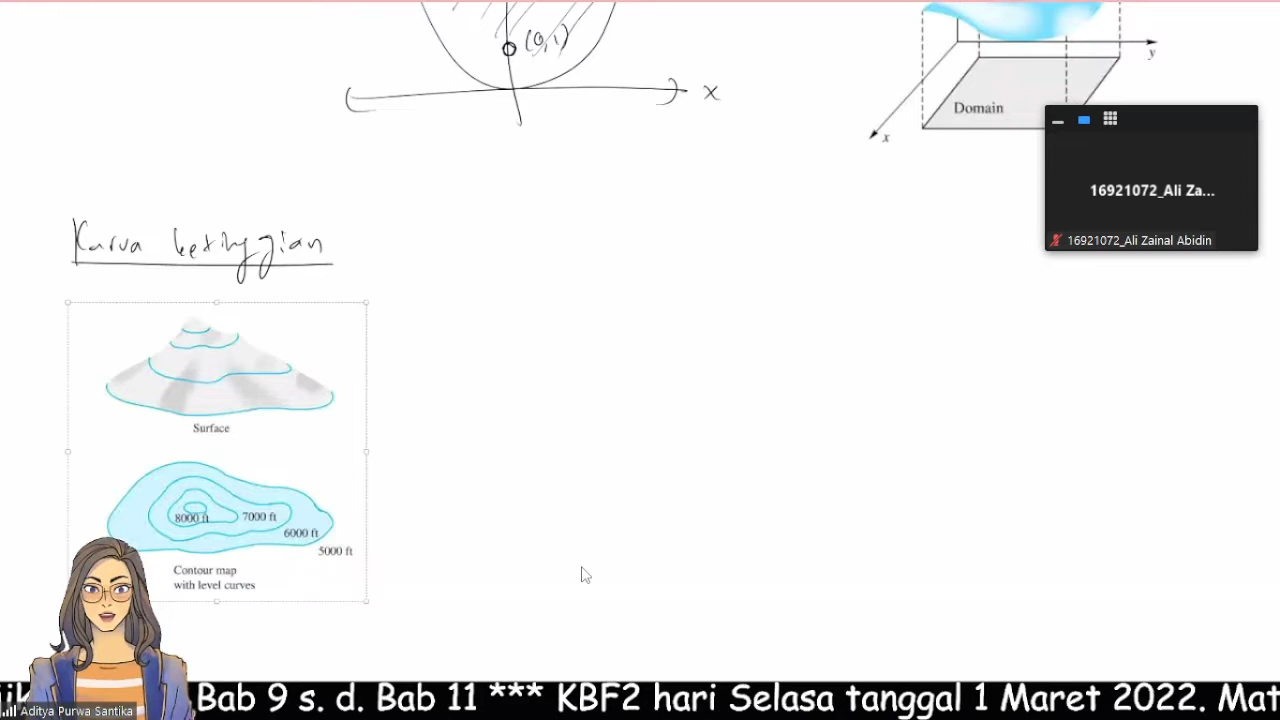 (0,1)
x
y
Domain
x
16921072_Ali Za...
16921072_Ali Zainal Abidin
Kurva ketinggian
Surface
8000 ft
7000 ft
6000 ft
5000 ft
Contour map
with level curves
Bab 9 s. d. Bab 11 *** KBF2 hari Selasa tanggal 1 Maret 2022. Mat
Aditya Purwa Santika